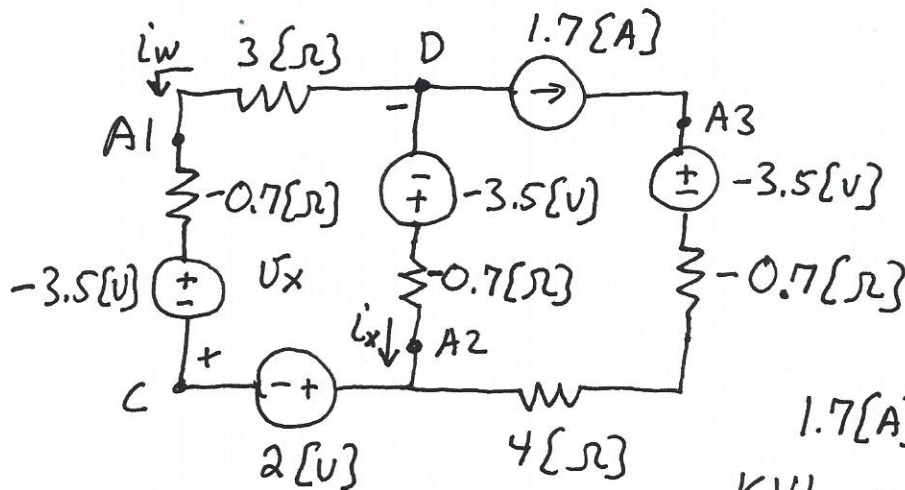 iw 3[Ω] D 1.7[A]
A1 - A3
-0.7[Ω] - + -3.5[V] + - -3.5[V]
-3.5[V] + - vx -0.7[Ω] -0.7[Ω]
+ ix A2
C - +
2[V] 4[Ω] 1.7[A]
KVL